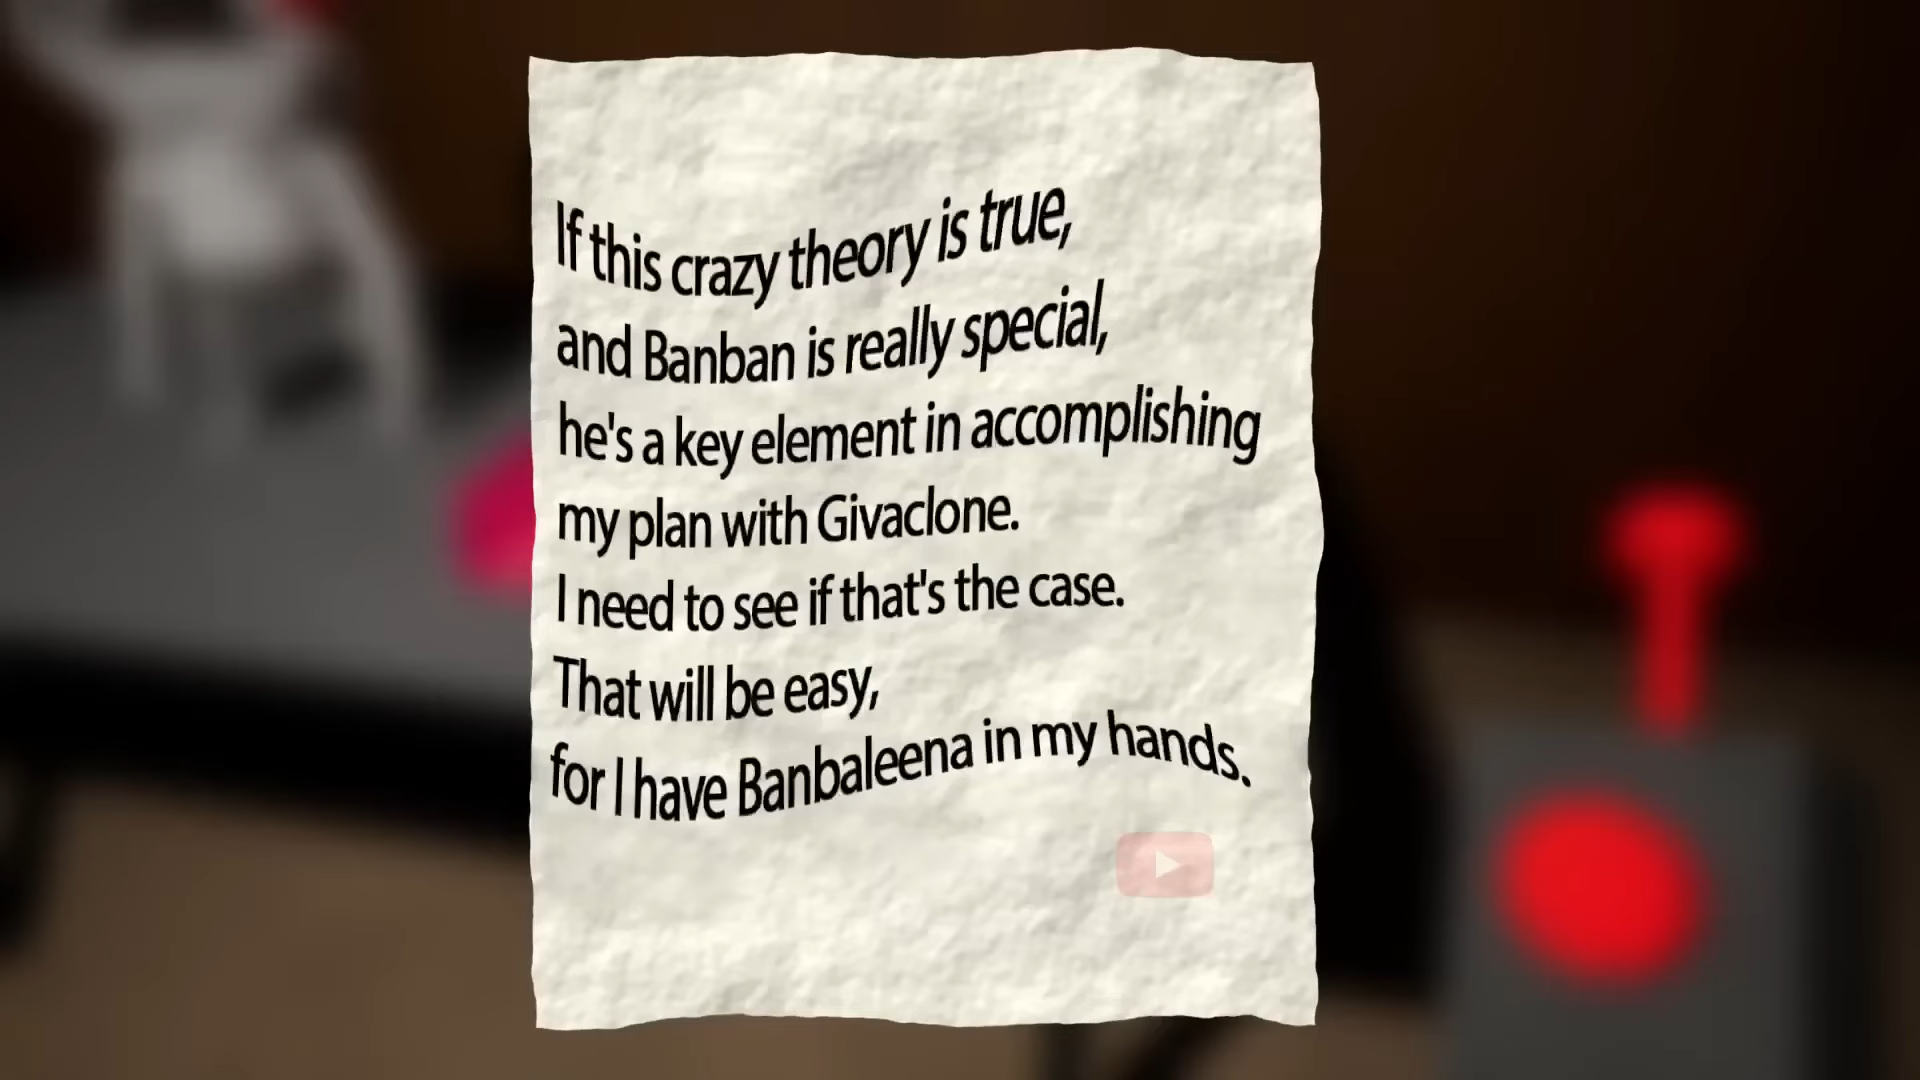 If this crazy theory is true,
and Banban is really special,
he's a key element in accomplishing
my plan with Givaclone.
I need to see if that's the case.
That will be easy,
for I have Banbaleena in my hands.